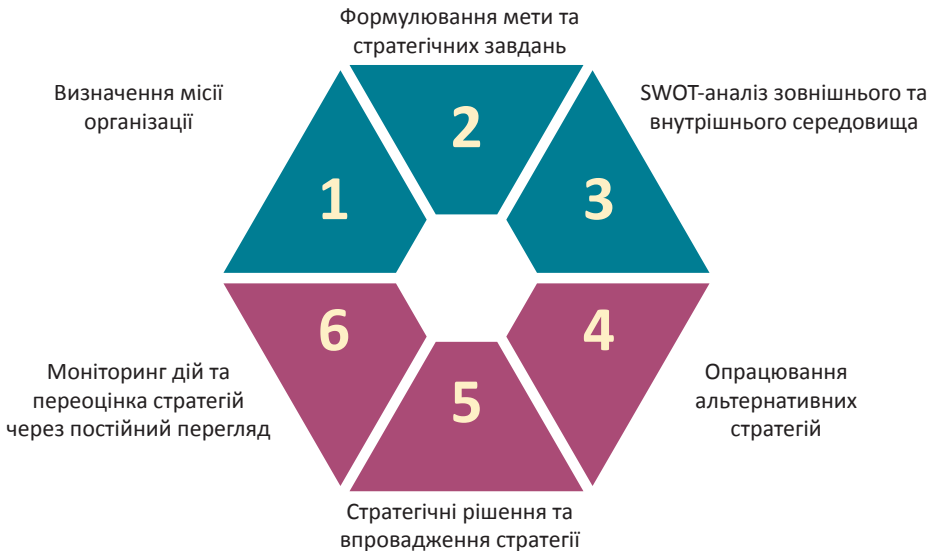 Формулювання мети та
стратегічних завдань
Визначення місії
організації
SWOT-аналіз зовнішнього та
внутрішнього середовища
2
1
3
6
4
5
Моніторинг дій та
переоцінка стратегій
через постійний перегляд
Опрацювання
альтернативних
стратегій
Стратегічні рішення та
впровадження стратегії